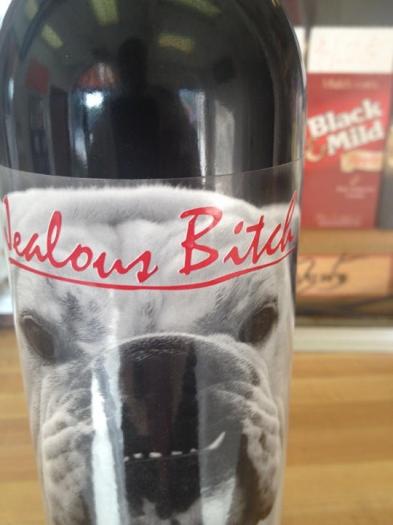 Jealous Bitch
Black
& Mild